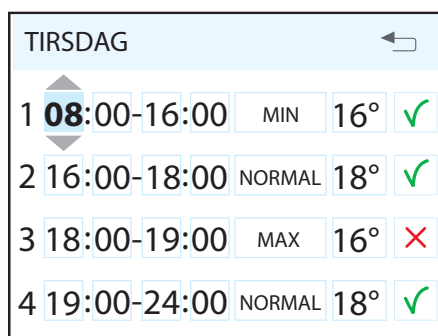 TIRSDAG
1 08:00-16:00 MIN 16°
2 16:00-18:00 NORMAL 18°
3 18:00-19:00 MAX 16°
4 19:00-24:00 NORMAL 18°